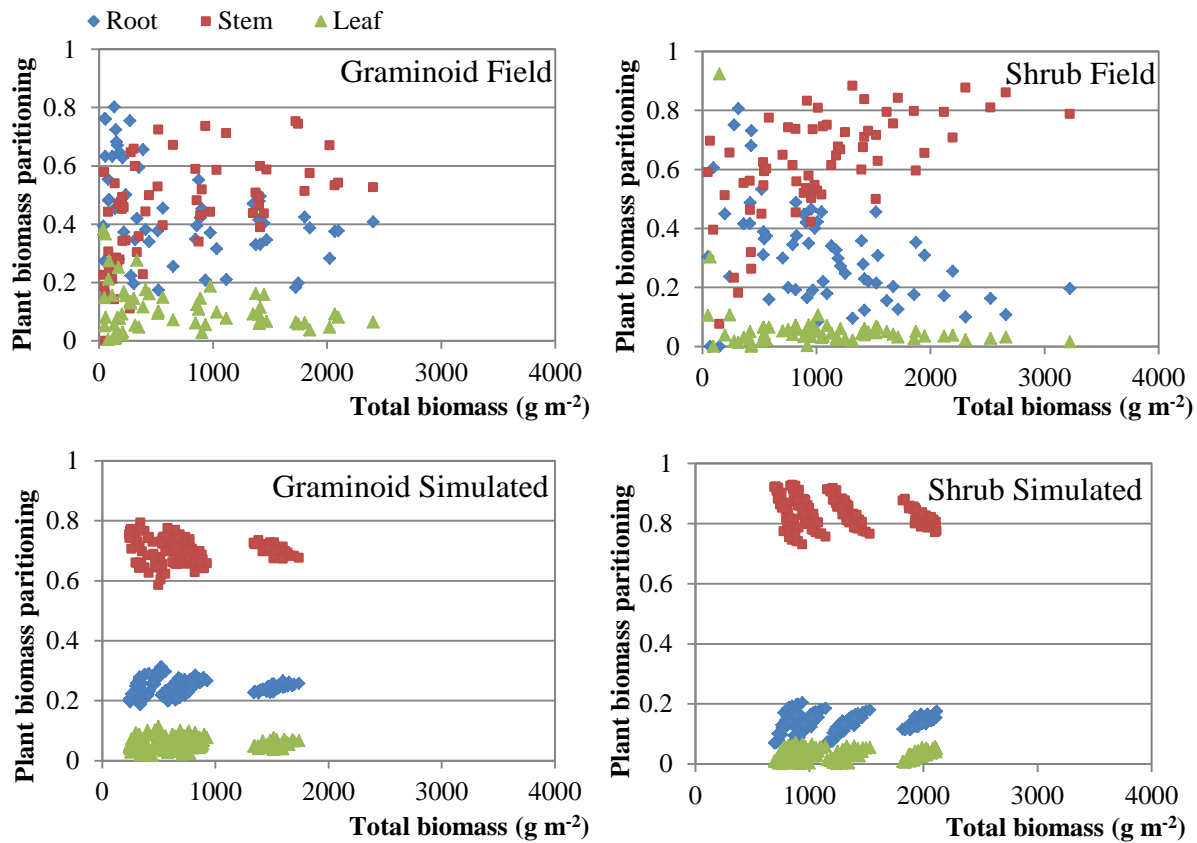 Root Stem Leaf
Graminoid Field
Plant biomass paritioning
1
0.8
0.6
0.4
0.2
0
0 1000 2000 3000 4000
Total biomass (g m-2)
Shrub Field
Plant biomass paritioning
1
0.8
0.6
0.4
0.2
0
0 1000 2000 3000 4000
Total biomass (g m-2)
Graminoid Simulated
Plant biomass paritioning
1
0.8
0.6
0.4
0.2
0
0 1000 2000 3000 4000
Total biomass (g m-2)
Shrub Simulated
Plant biomass paritioning
1
0.8
0.6
0.4
0.2
0
0 1000 2000 3000 4000
Total biomass (g m-2)